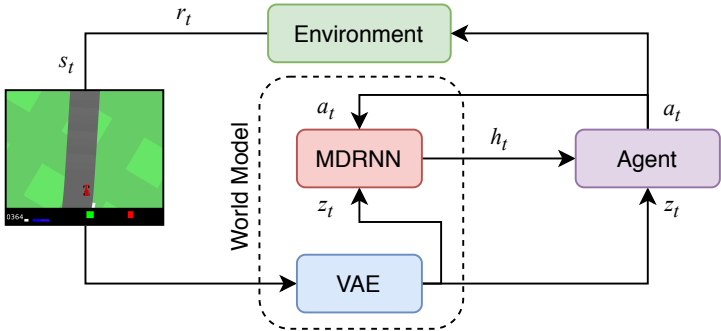 r_t
Environment
s_t
a_t
a_t
MDRNN
h_t
Agent
World Model
z_t
z_t
0364
VAE